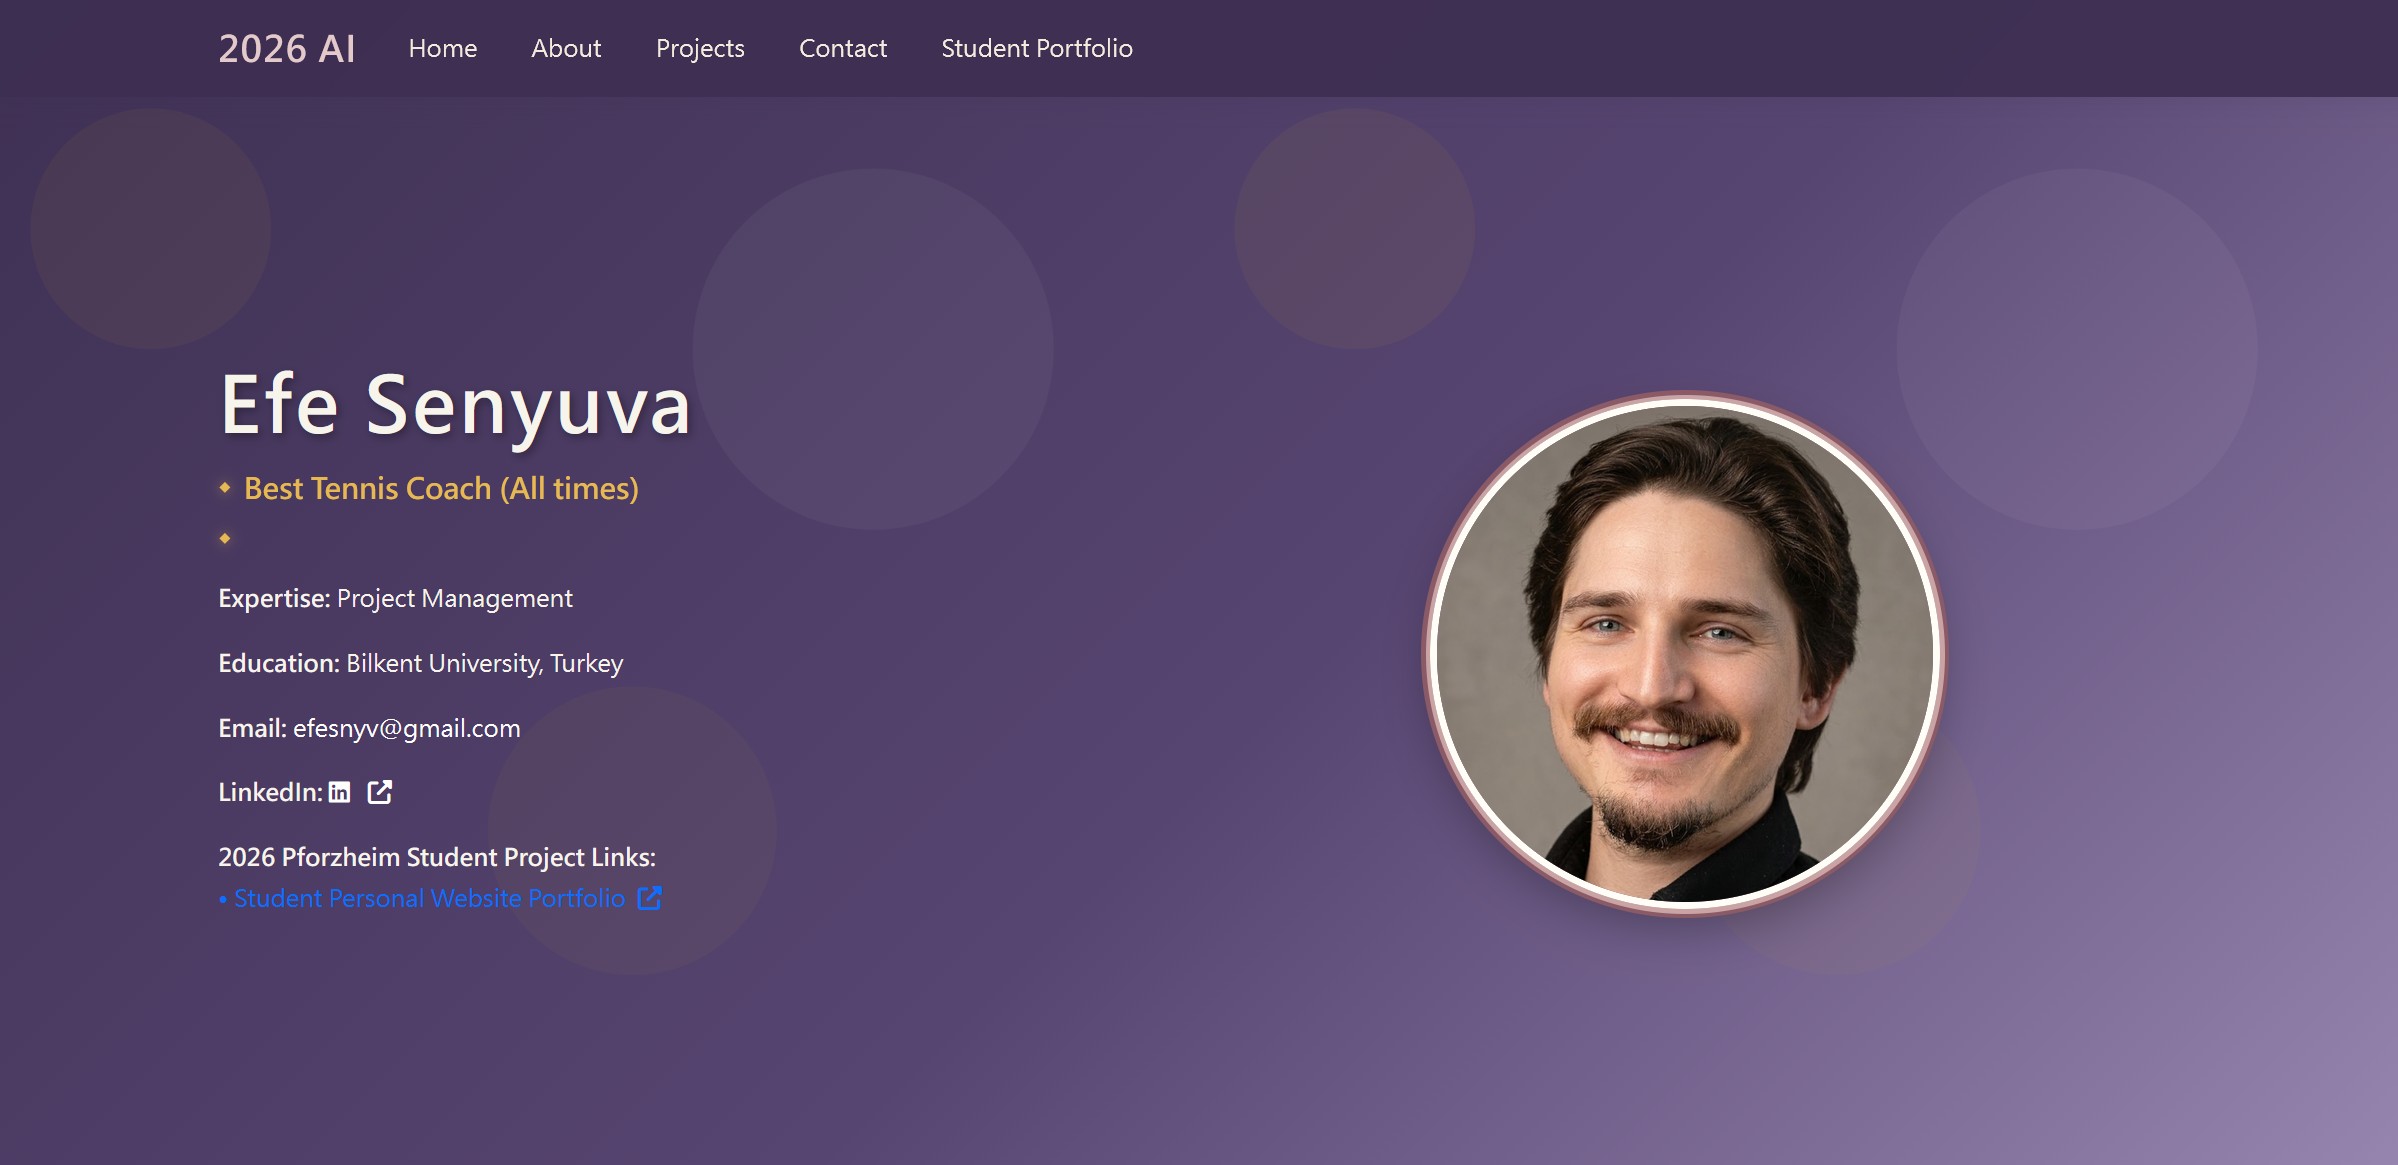 2026 AI Home About Projects Contact Student Portfolio
Efe Senyuva
Best Tennis Coach (All times)
Expertise: Project Management
Education: Bilkent University, Turkey
Email: efesnyv@gmail.com
LinkedIn: in
2026 Pforzheim Student Project Links:
• Student Personal Website Portfolio